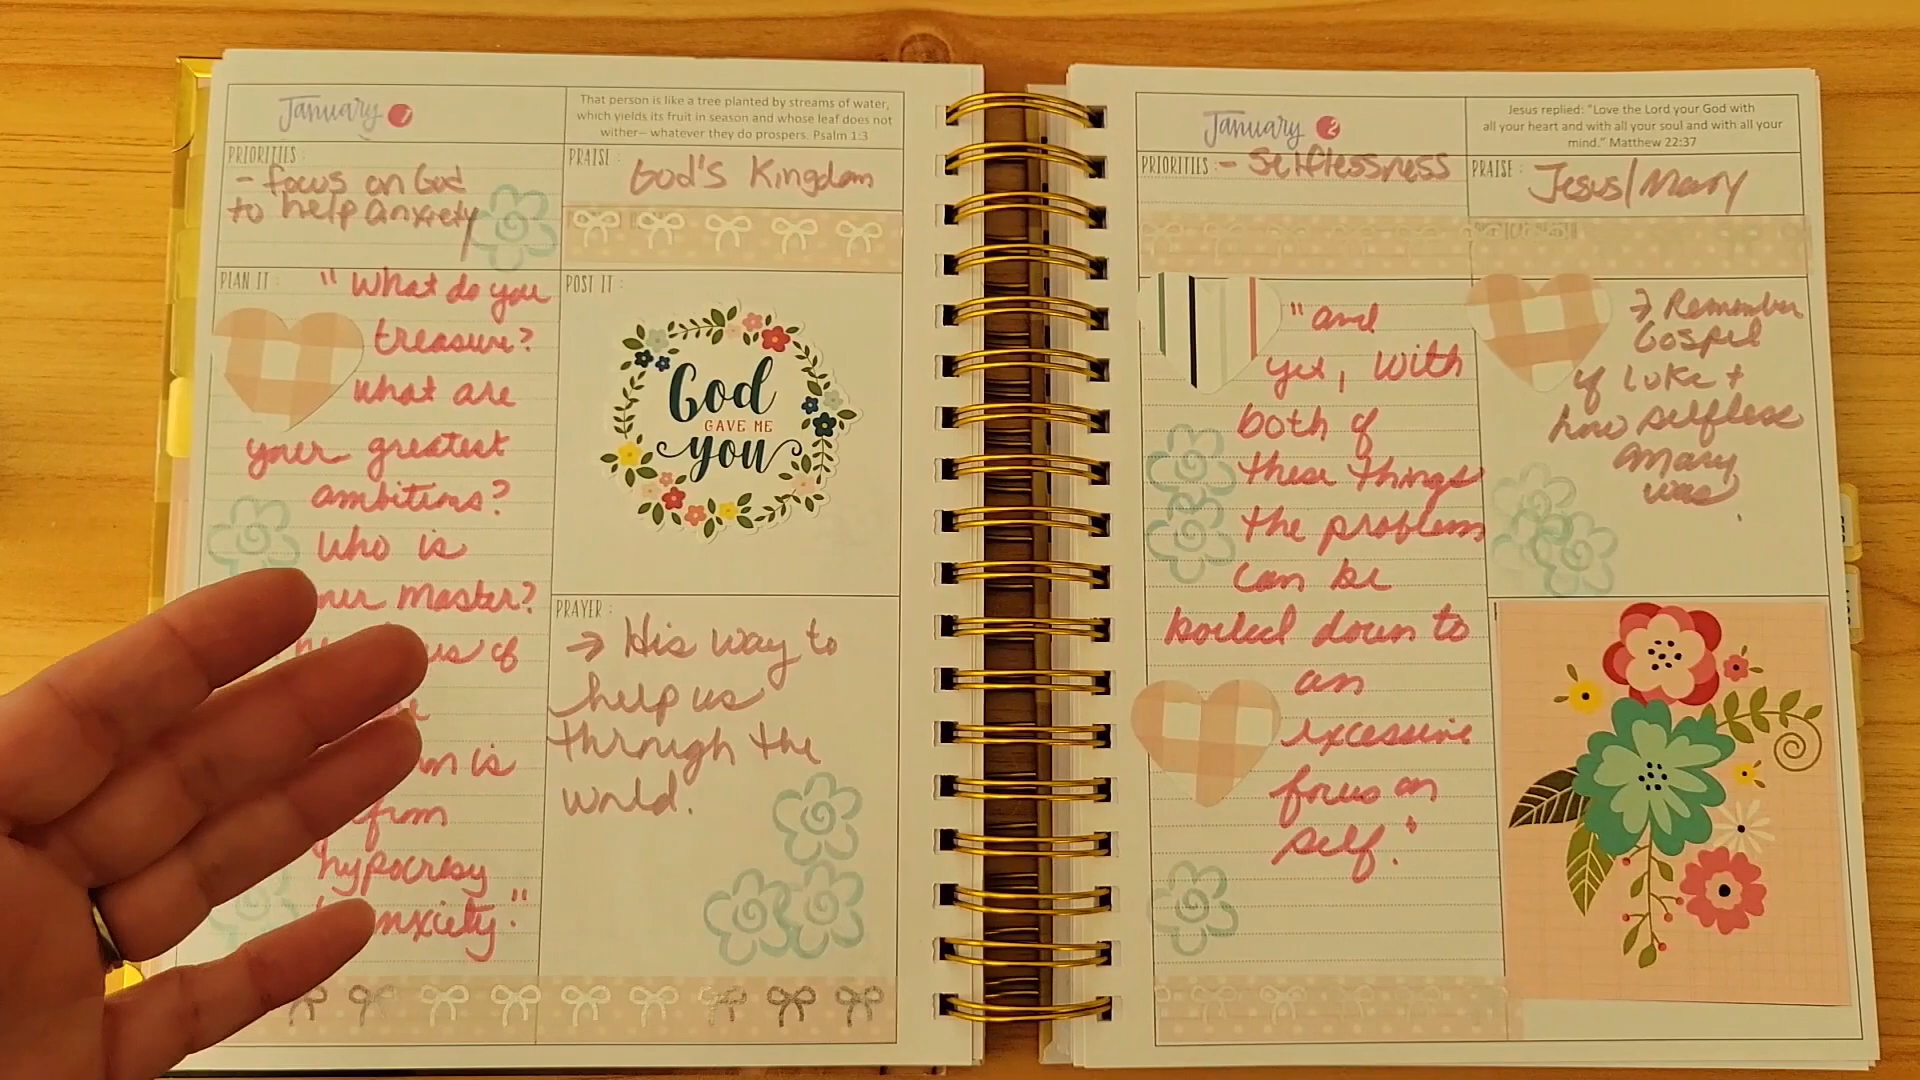 January 1
That person is like a tree planted by streams of water,
which yields its fruit in season and whose leaf does not
wither– whatever they do prospers. Psalm 1:3
PRIORITIES:
- focus on God
to help anxiety
PRAISE:
God's Kingdom
PLAN IT:
"What do you
treasure?
what are
your greatest
ambitions?
who is
Master?
of
is
from
hypocrisy
anxiety."
POST IT:
God
GAVE ME
you
PRAYER:
→ His way to
help us
through the
world.
January 2
Jesus replied: "Love the Lord your God with
all your heart and with all your soul and with all your
mind." Matthew 22:37
PRIORITIES: - Selflessness
PRAISE:
Jesus/Mary
"and
yet, with
both of
these things
the problem
can be
boiled down to
an
excessive
focus on
self."
→ Remember
Gospel
of Luke +
how selfless
Mary
was.